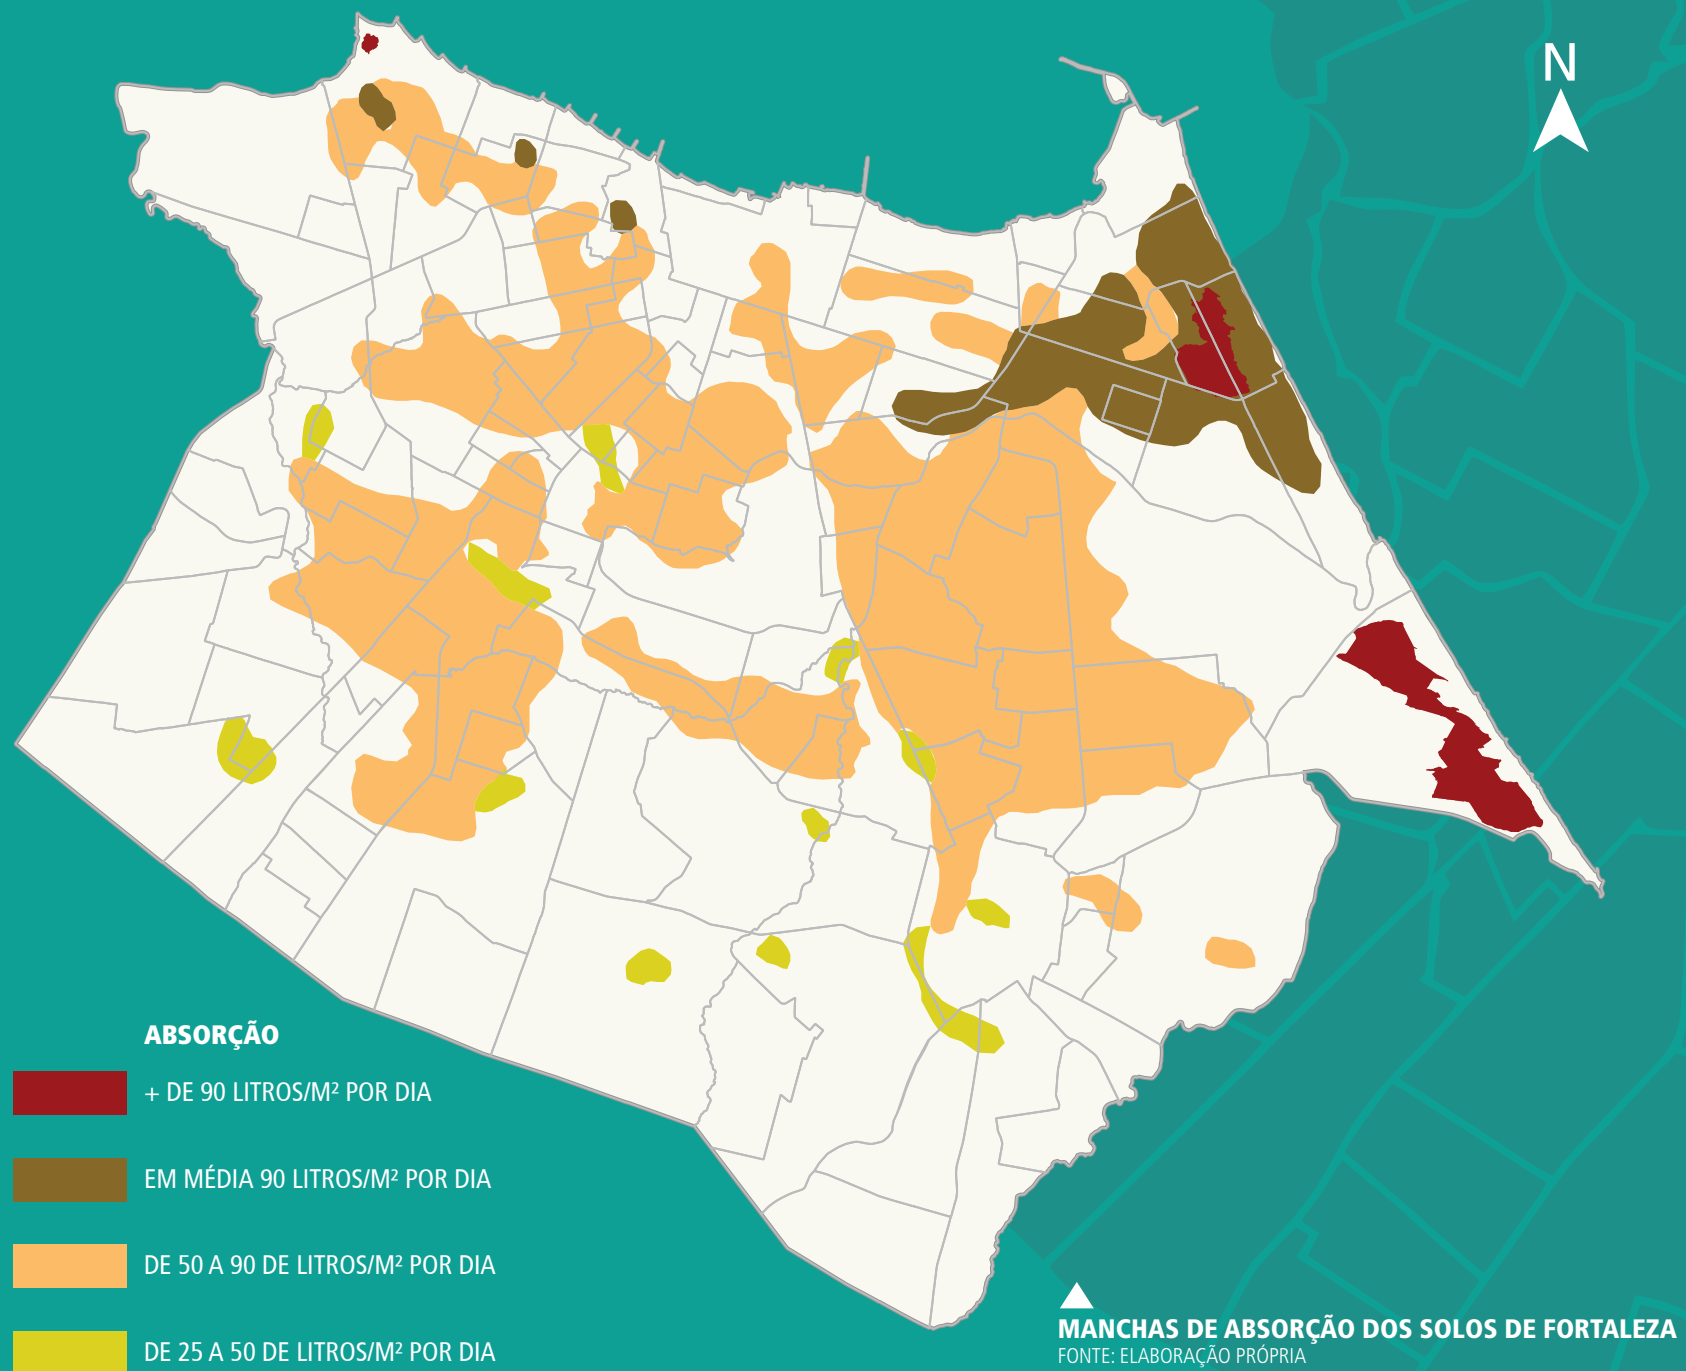 N
ABSORÇÃO
+ DE 90 LITROS/M² POR DIA
EM MÉDIA 90 LITROS/M² POR DIA
DE 50 A 90 DE LITROS/M² POR DIA
DE 25 A 50 DE LITROS/M² POR DIA
MANCHAS DE ABSORÇÃO DOS SOLOS DE FORTALEZA
FONTE: ELABORAÇÃO PRÓPRIA